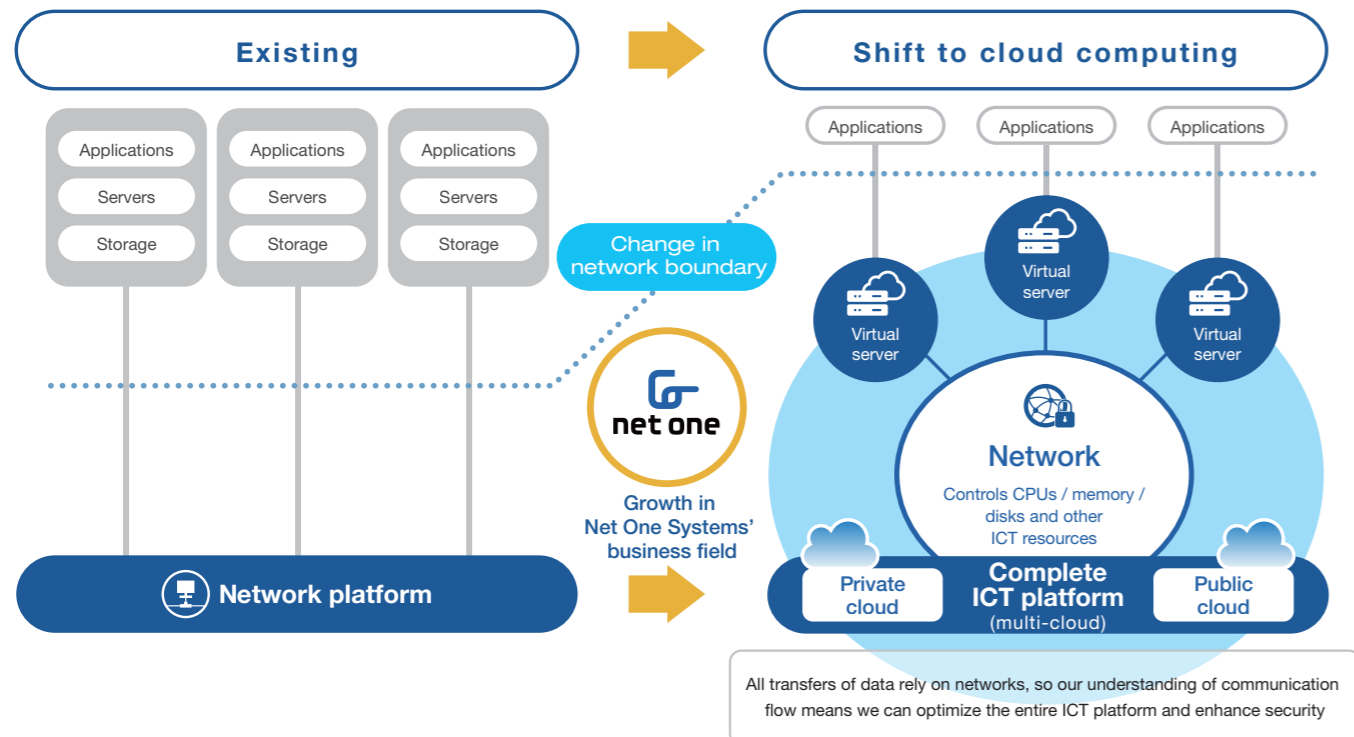 Existing
Shift to cloud computing
Applications
Servers
Storage
Applications
Servers
Storage
Applications
Servers
Storage
Network platform
Change in
network boundary
net one
Growth in
Net One Systems’
business field
Applications
Applications
Applications
Virtual
server
Virtual
server
Virtual
server
Network
Controls CPUs / memory /
disks and other
ICT resources
Private
cloud
Complete
ICT platform
(multi-cloud)
Public
cloud
All transfers of data rely on networks, so our understanding of communication
flow means we can optimize the entire ICT platform and enhance security